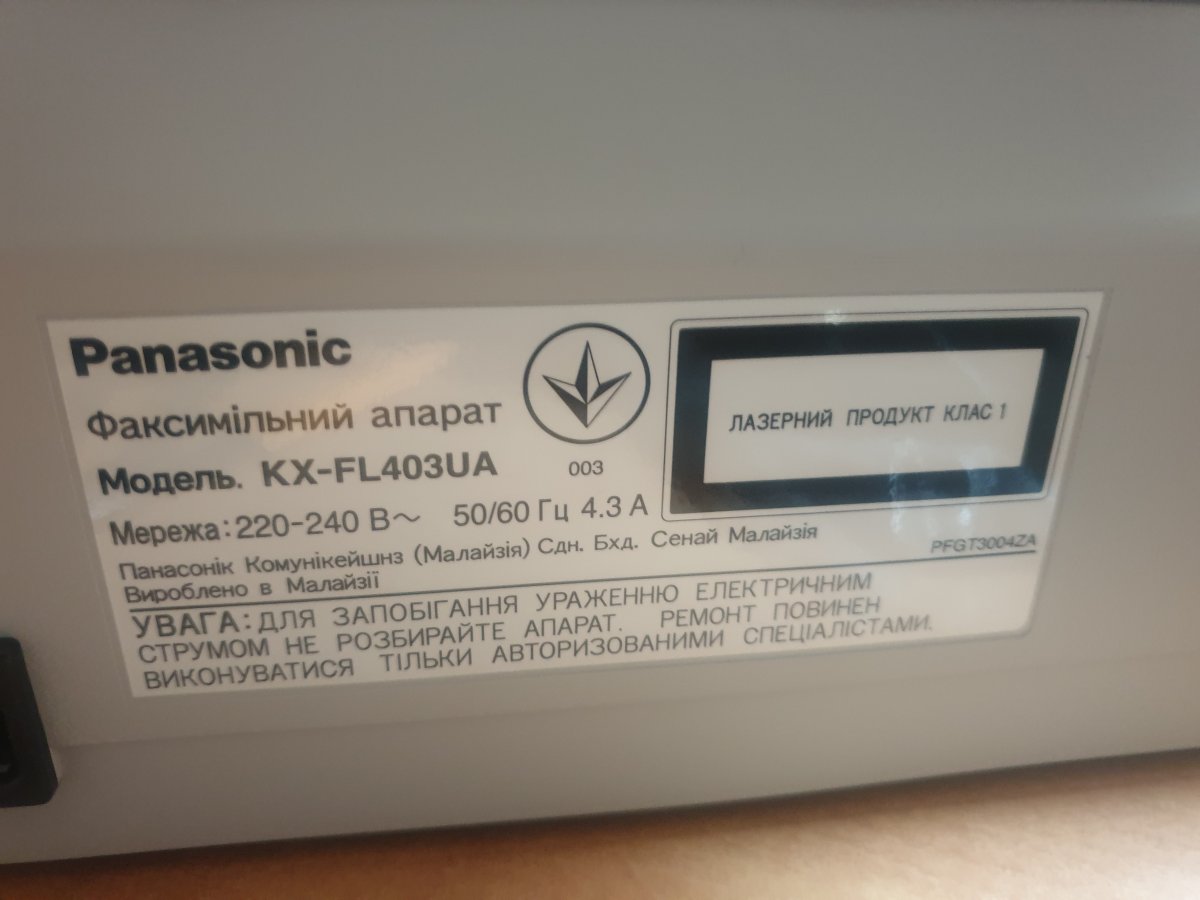 Panasonic
Факсимільний апарат
Модель. KX-FL403UA
003
ЛАЗЕРНИЙ ПРОДУКТ КЛАС 1
Мережа: 220-240 В~ 50/60 Гц 4.3 А
Панасонік Комунікейшнз (Малайзія) Сдн. Бхд. Сенай Малайзія
Вироблено в Малайзії
PFGT3004ZA
УВАГА: ДЛЯ ЗАПОБІГАННЯ УРАЖЕННЮ ЕЛЕКТРИЧНИМ
СТРУМОМ НЕ РОЗБИРАЙТЕ АПАРАТ. РЕМОНТ ПОВИНЕН
ВИКОНУВАТИСЯ ТІЛЬКИ АВТОРИЗОВАНИМИ СПЕЦІАЛІСТАМИ.